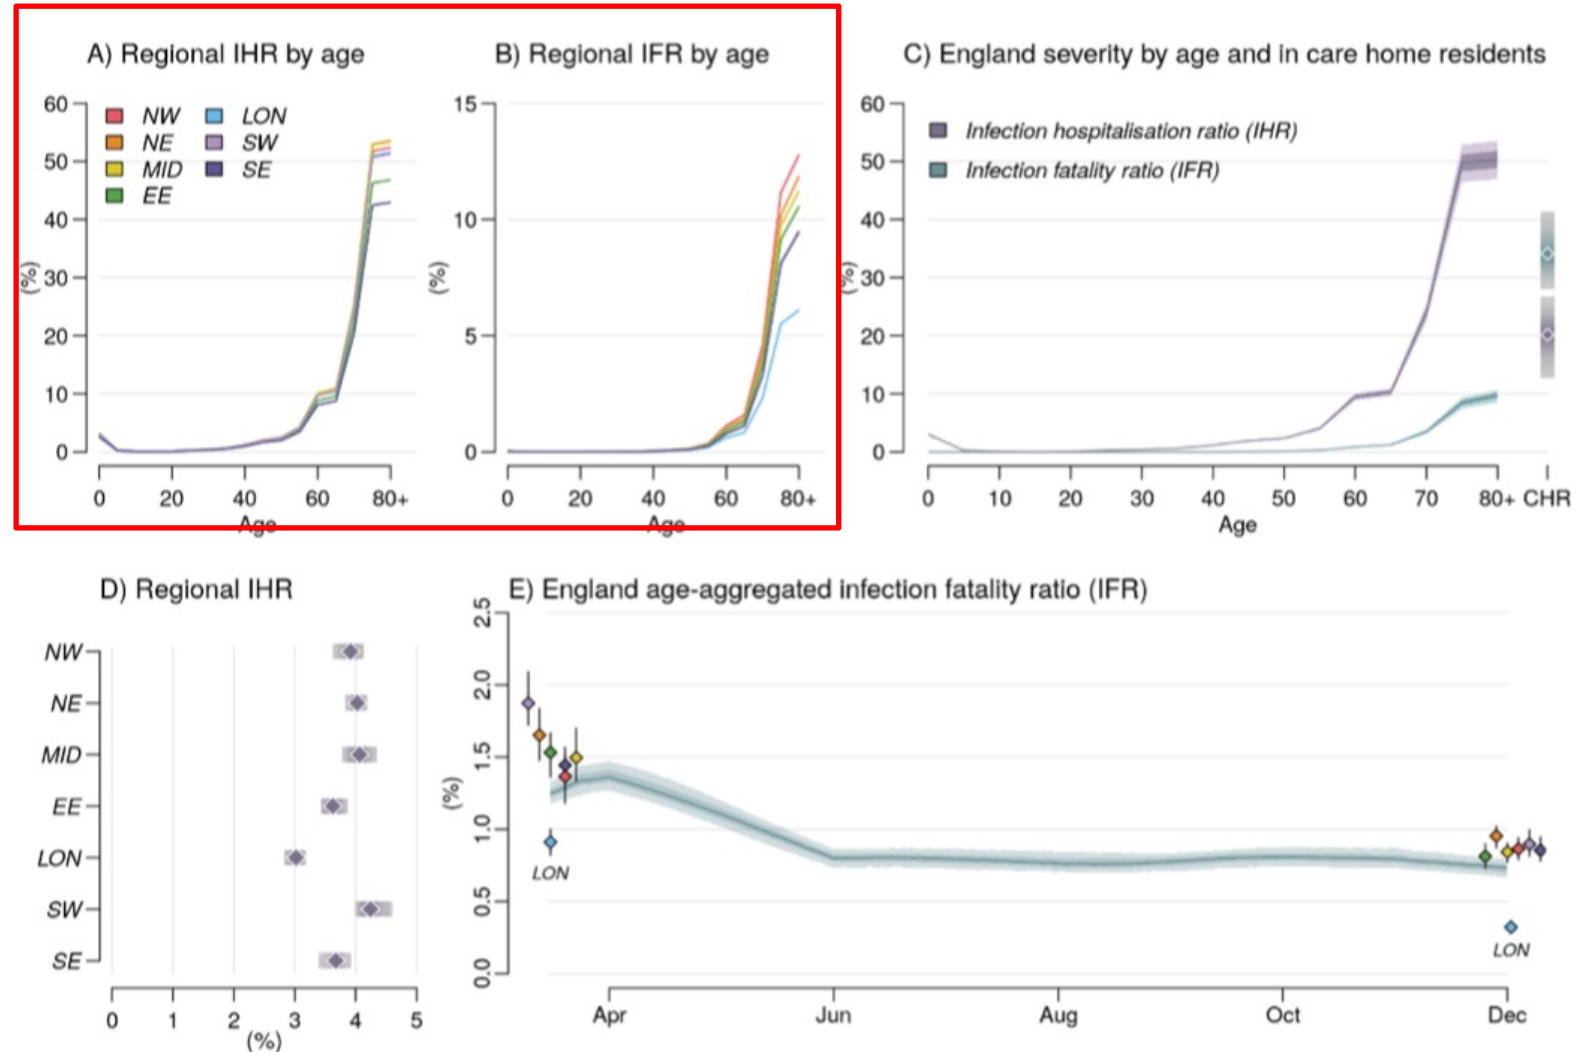 A) Regional IHR by age
60
50
40
30
20
10
0
(%)
NW
NE
MID
EE
LON
SW
SE
0 20 40 60 80+
Age
B) Regional IFR by age
15
10
5
0
(%)
0 20 40 60 80+
Age
C) England severity by age and in care home residents
60
50
40
30
20
10
0
(%)
Infection hospitalisation ratio (IHR)
Infection fatality ratio (IFR)
0 10 20 30 40 50 60 70 80+ CHR
Age
D) Regional IHR
NW
NE
MID
EE
LON
SW
SE
0 1 2 3 4 5
(%)
E) England age-aggregated infection fatality ratio (IFR)
2.5
2.0
1.5
1.0
0.5
0.0
(%)
LON
LON
Apr Jun Aug Oct Dec